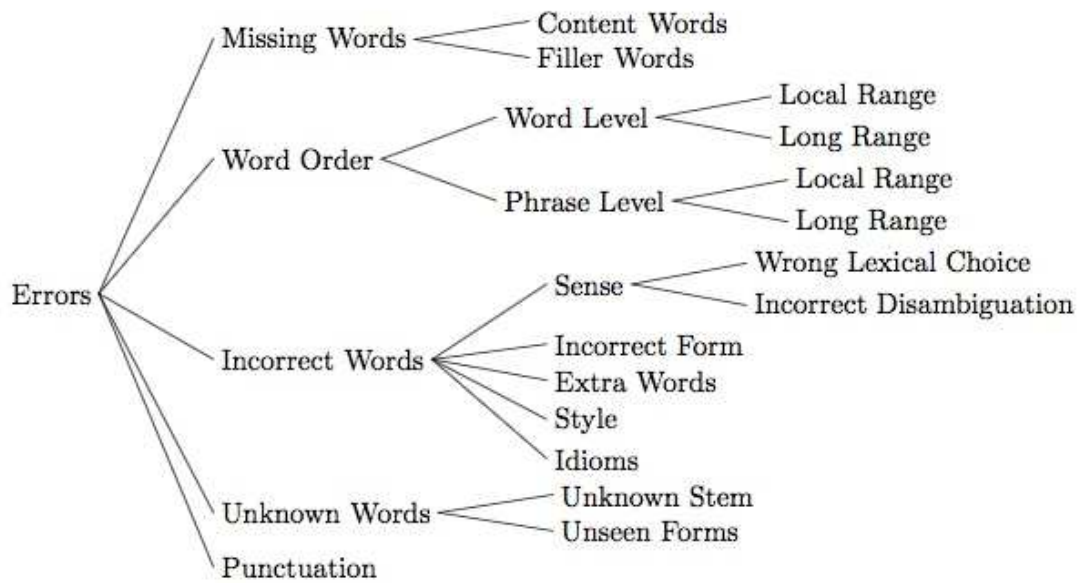 Missing Words
Content Words
Filler Words
Word Order
Word Level
Local Range
Long Range
Phrase Level
Local Range
Long Range
Errors
Incorrect Words
Sense
Wrong Lexical Choice
Incorrect Disambiguation
Incorrect Form
Extra Words
Style
Idioms
Unknown Words
Unknown Stem
Unseen Forms
Punctuation